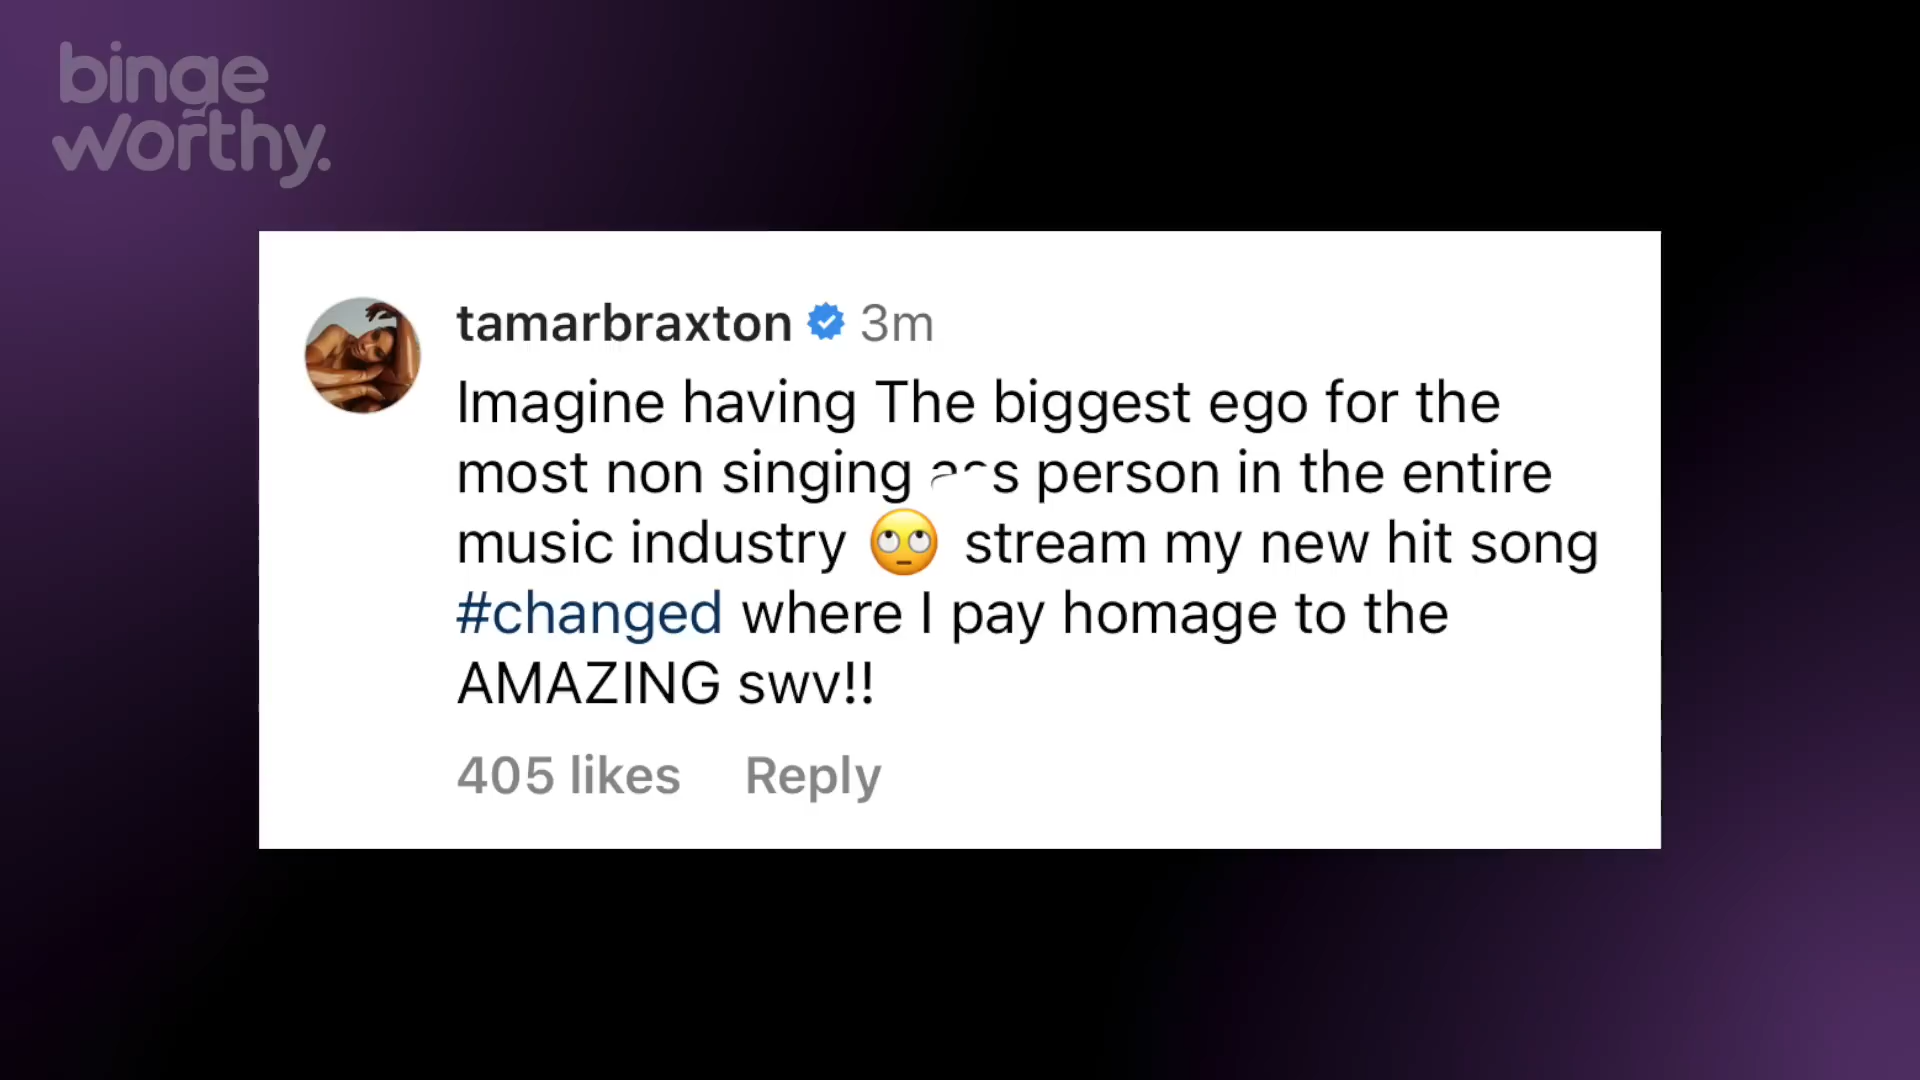 binge
worthy.
tamarbraxton 3m
Imagine having The biggest ego for the
most non singing ass person in the entire
music industry 🙄 stream my new hit song
#changed where I pay homage to the
AMAZING swv!!
405 likes Reply